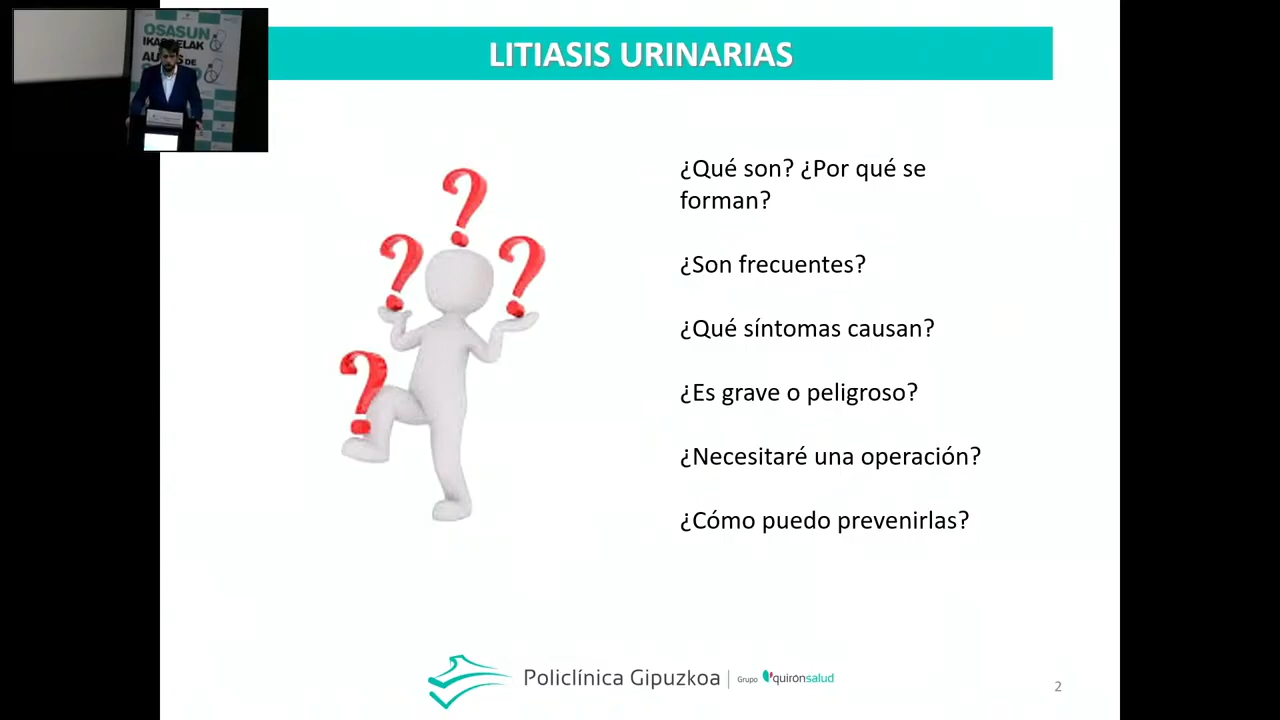 OSASUN
LITIASIS URINARIAS
¿Qué son? ¿Por qué se
forman?
¿Son frecuentes?
¿Qué síntomas causan?
¿Es grave o peligroso?
¿Necesitaré una operación?
¿Cómo puedo prevenirlas?
Policlínica Gipuzkoa | Grupo quirónsalud
2